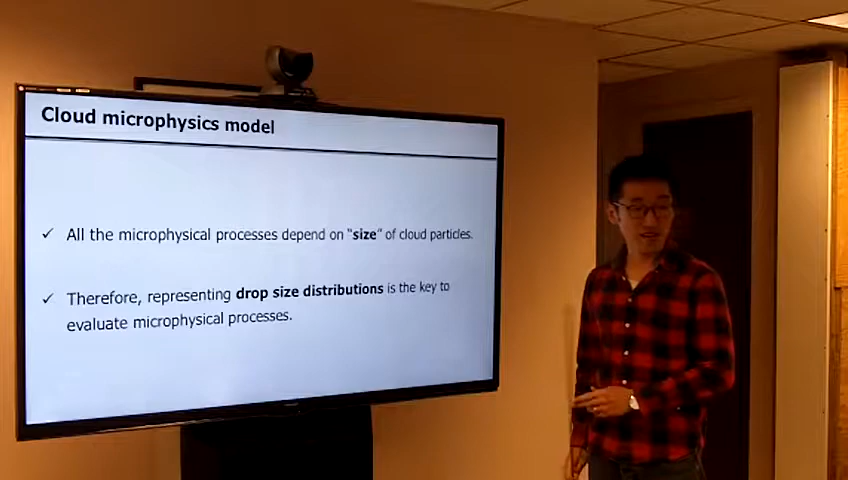 Cloud microphysics model
✓ All the microphysical processes depend on "size" of cloud particles.
✓ Therefore, representing drop size distributions is the key to
evaluate microphysical processes.